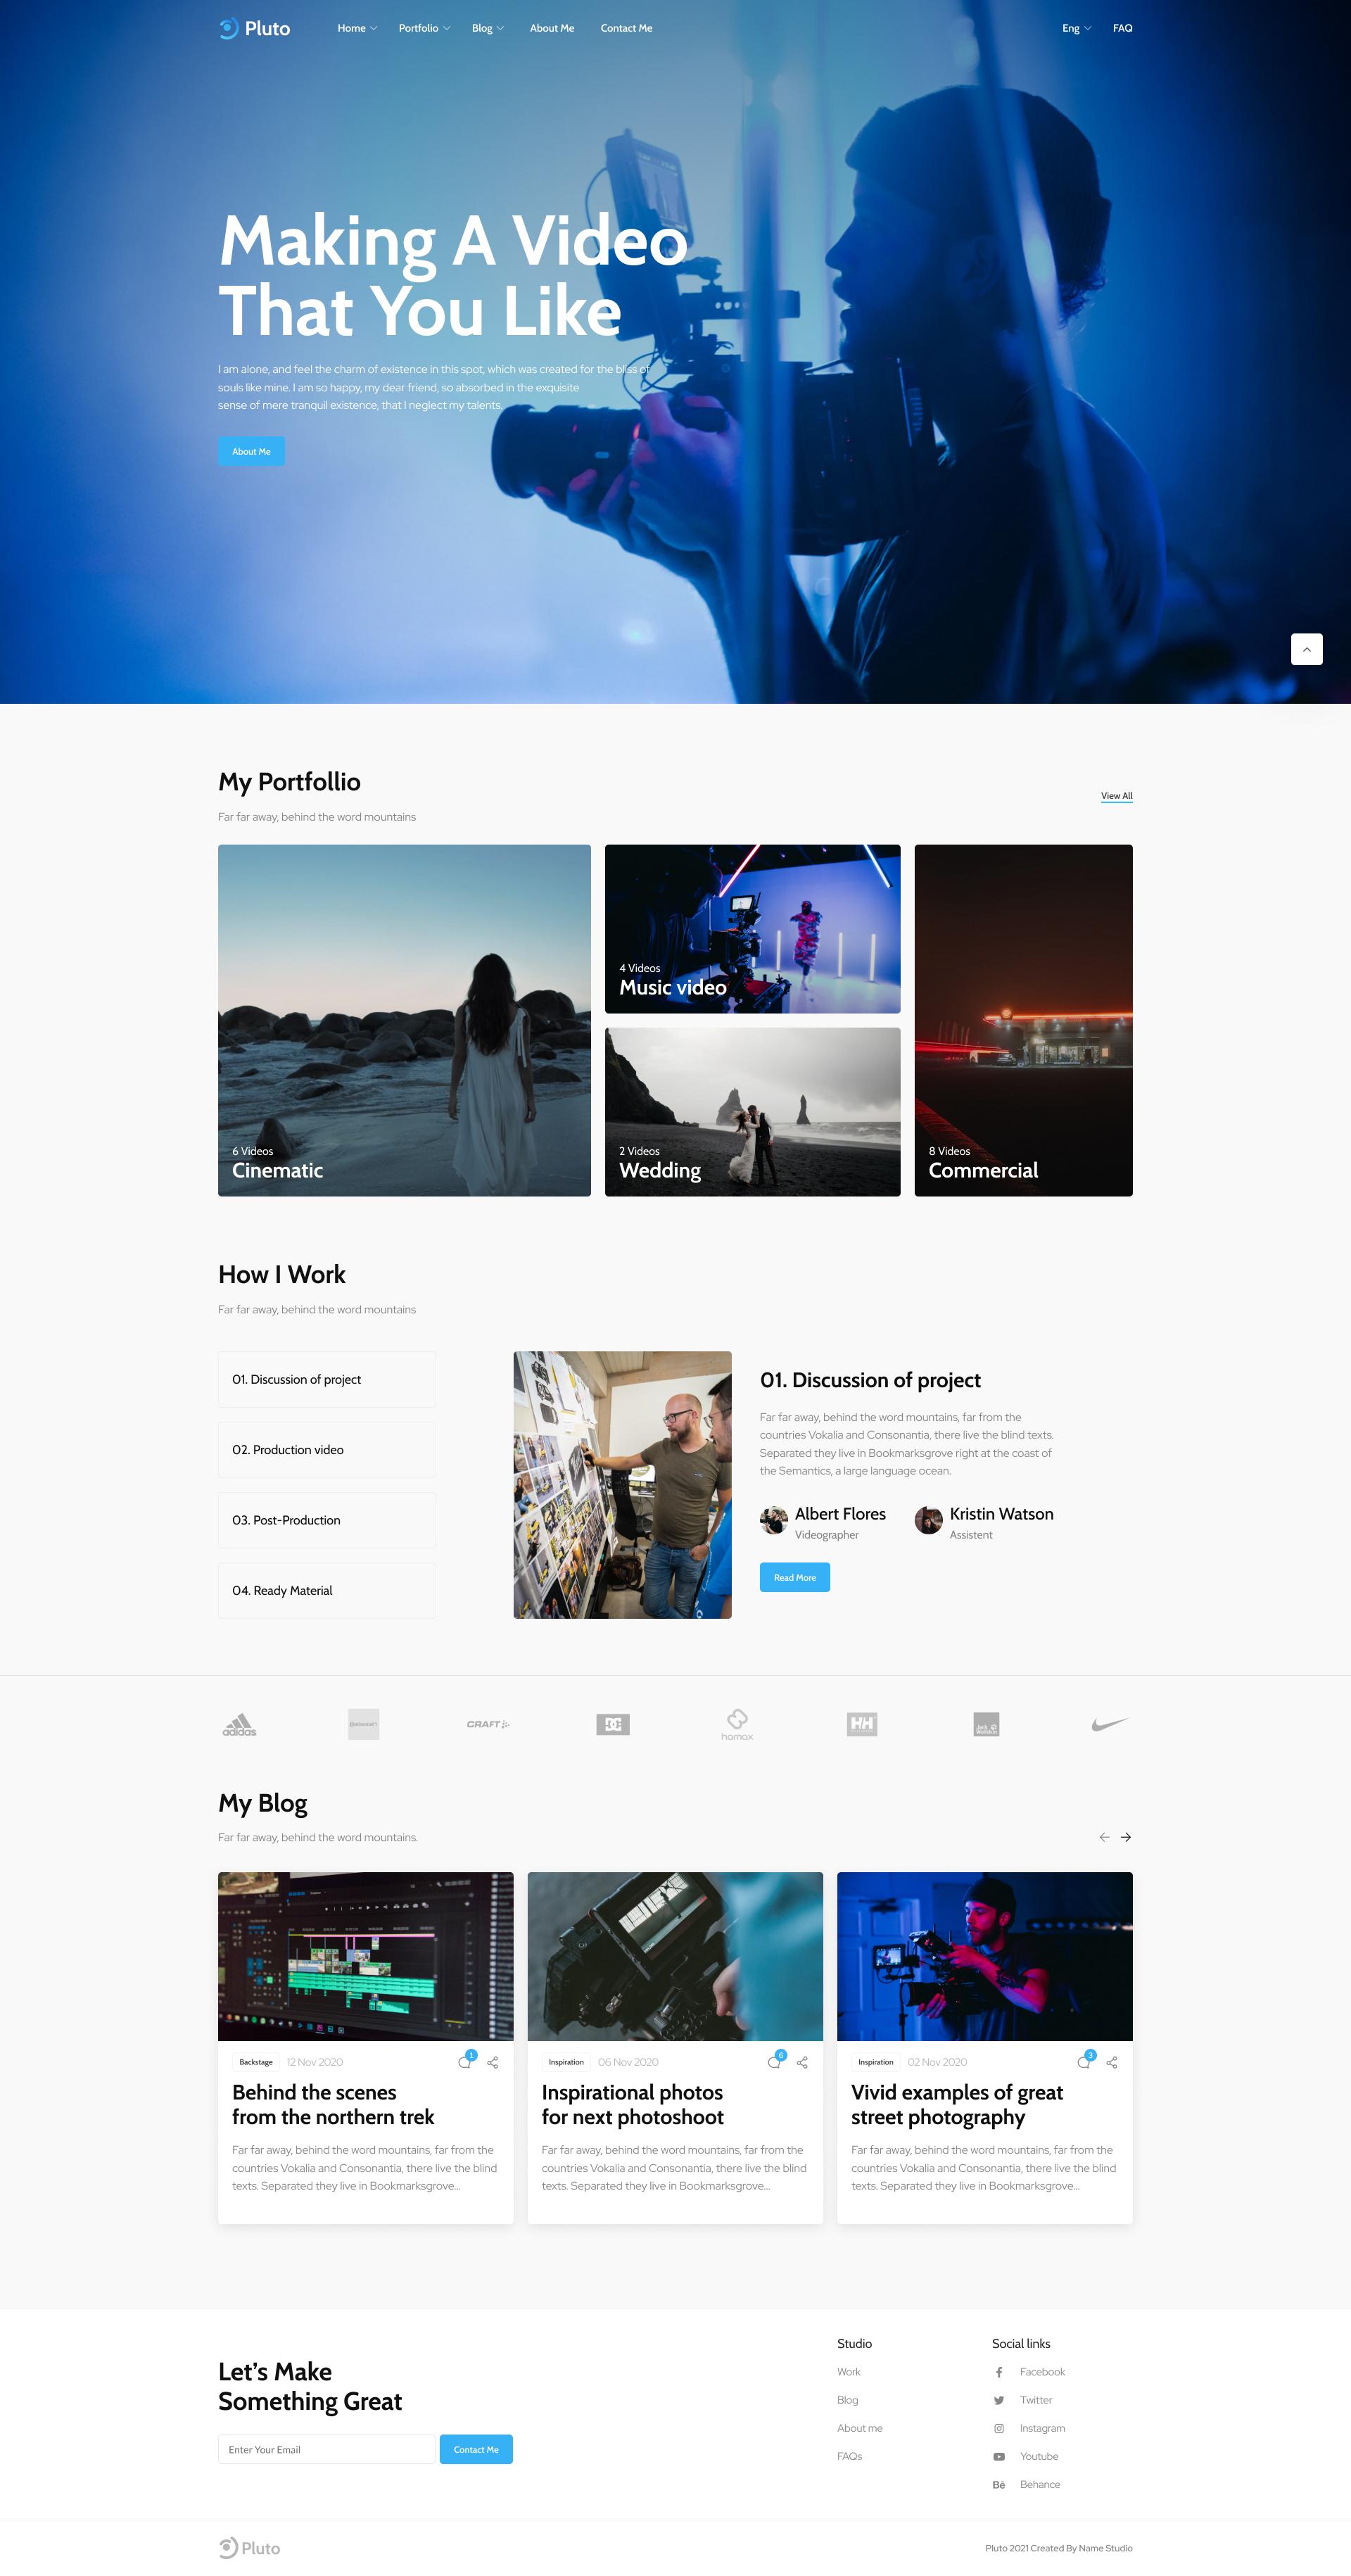 Pluto
Home
Portfolio
Blog
About Me
Contact Me
Eng
FAQ
Making A Video
That You Like
I am alone, and feel the charm of existence in this spot, which was created for the bliss of
souls like mine. I am so happy, my dear friend, so absorbed in the exquisite
sense of mere tranquil existence, that I neglect my talents.
About Me
My Portfollio
Far far away, behind the word mountains
View All
6 Videos
Cinematic
4 Videos
Music video
2 Videos
Wedding
8 Videos
Commercial
How I Work
Far far away, behind the word mountains
01. Discussion of project
02. Production video
03. Post-Production
04. Ready Material
01. Discussion of project
Far far away, behind the word mountains, far from the
countries Vokalia and Consonantia, there live the blind texts.
Separated they live in Bookmarksgrove right at the coast of
the Semantics, a large language ocean.
Albert Flores
Videographer
Kristin Watson
Assistent
Read More
adidas
CRAFT
DC
hamax
HH
Jack
Wolfskin
My Blog
Far far away, behind the word mountains.
Backstage
12 Nov 2020
1
Behind the scenes
from the northern trek
Far far away, behind the word mountains, far from the
countries Vokalia and Consonantia, there live the blind
texts. Separated they live in Bookmarksgrove...
Inspiration
06 Nov 2020
6
Inspirational photos
for next photoshoot
Far far away, behind the word mountains, far from the
countries Vokalia and Consonantia, there live the blind
texts. Separated they live in Bookmarksgrove...
Inspiration
02 Nov 2020
3
Vivid examples of great
street photography
Far far away, behind the word mountains, far from the
countries Vokalia and Consonantia, there live the blind
texts. Separated they live in Bookmarksgrove...
Let's Make
Something Great
Enter Your Email
Contact Me
Studio
Work
Blog
About me
FAQs
Social links
Facebook
Twitter
Instagram
Youtube
Bē
Behance
Pluto
Pluto 2021 Created By Name Studio